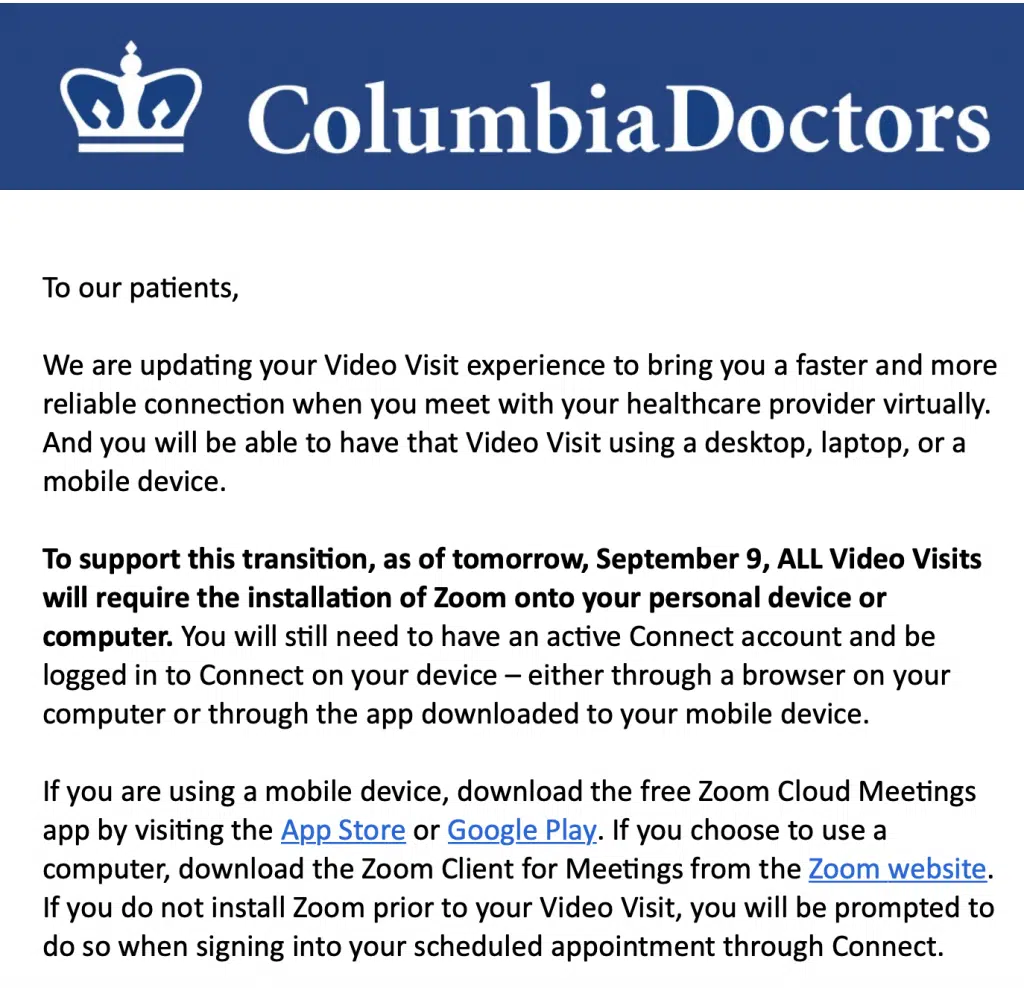 ColumbiaDoctors
To our patients,
We are updating your Video Visit experience to bring you a faster and more
reliable connection when you meet with your healthcare provider virtually.
And you will be able to have that Video Visit using a desktop, laptop, or a
mobile device.
To support this transition, as of tomorrow, September 9, ALL Video Visits
will require the installation of Zoom onto your personal device or
computer. You will still need to have an active Connect account and be
logged in to Connect on your device – either through a browser on your
computer or through the app downloaded to your mobile device.
If you are using a mobile device, download the free Zoom Cloud Meetings
app by visiting the App Store or Google Play. If you choose to use a
computer, download the Zoom Client for Meetings from the Zoom website.
If you do not install Zoom prior to your Video Visit, you will be prompted to
do so when signing into your scheduled appointment through Connect.